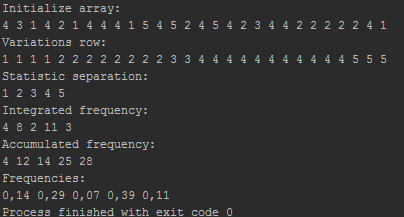 Initialize array:
4 3 1 4 2 1 4 4 4 1 5 4 5 2 4 5 4 2 3 4 4 2 2 2 2 2 4 1
Variations row:
1 1 1 1 2 2 2 2 2 2 2 2 3 3 4 4 4 4 4 4 4 4 4 4 4 5 5 5
Statistic separation:
1 2 3 4 5
Integrated frequency:
4 8 2 11 3
Accumulated frequency:
4 12 14 25 28
Frequencies:
0,14 0,29 0,07 0,39 0,11
Process finished with exit code 0